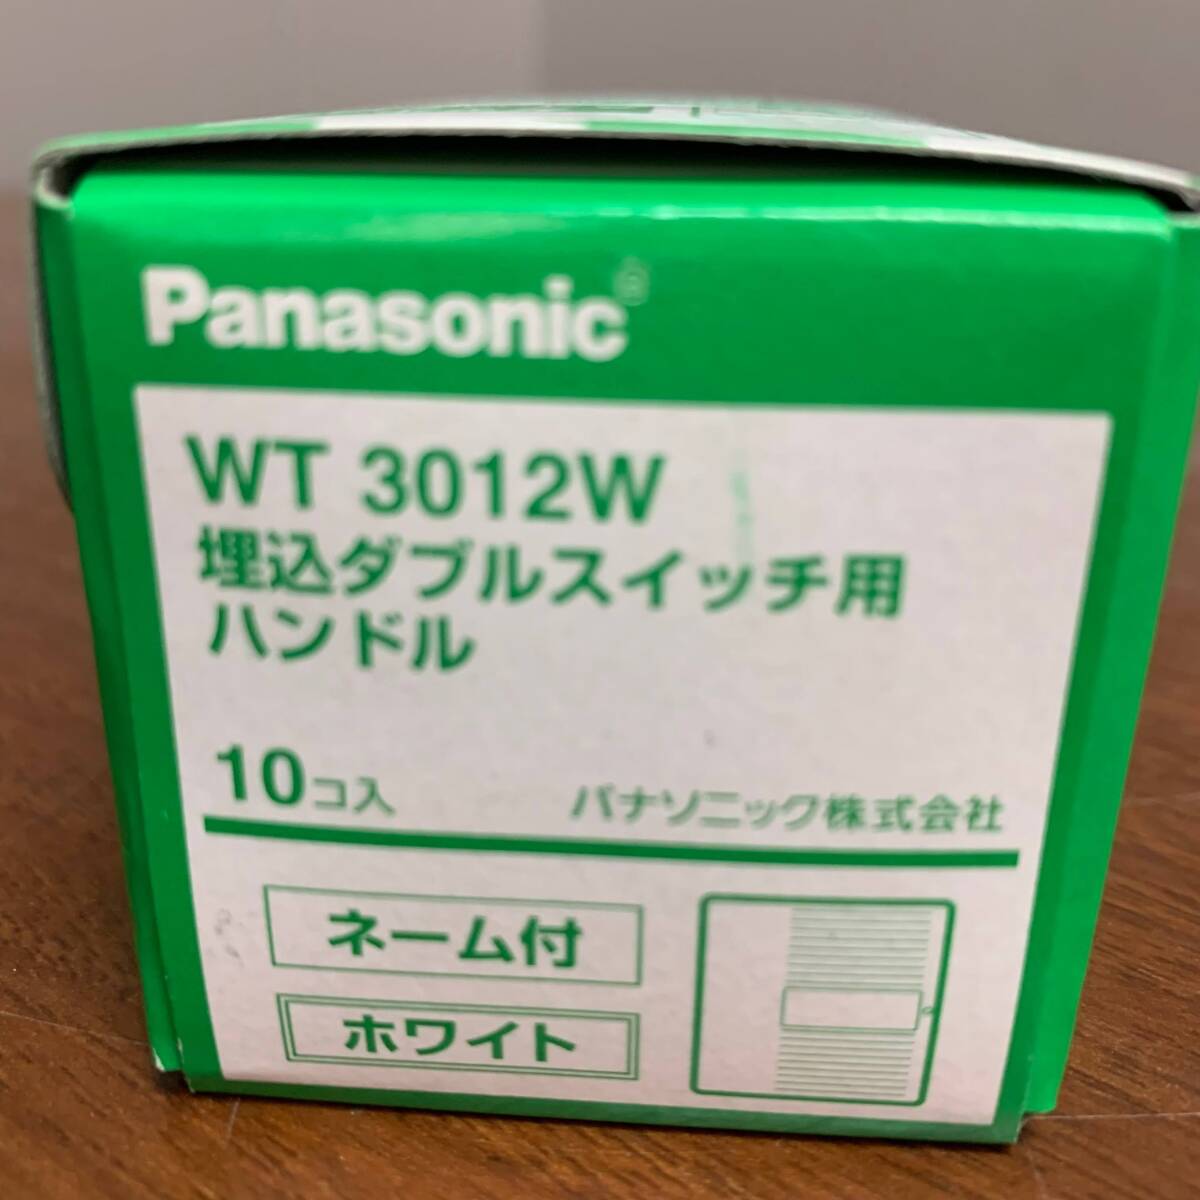 Panasonic
WT 3012W
埋込ダブルスイッチ用
ハンドル
10コ入
パナソニック株式会社
ネーム付
ホワイト